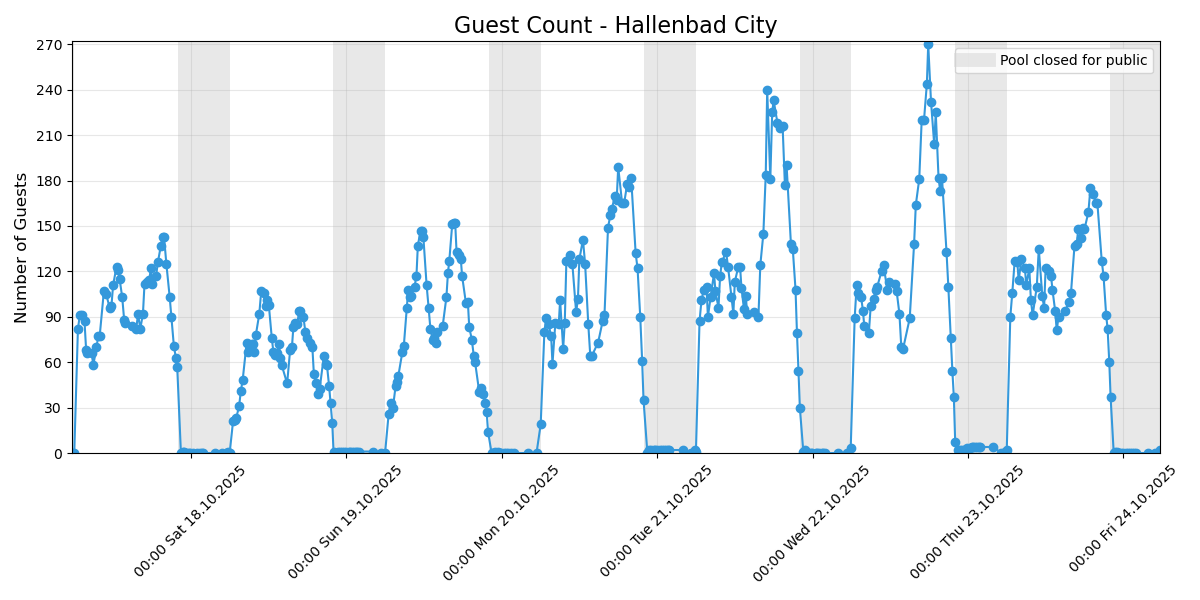 Guest Count - Hallenbad City
Pool closed for public
Number of Guests
270
240
210
180
150
120
90
60
30
0
00:00 Sat 18.10.2025
00:00 Sun 19.10.2025
00:00 Mon 20.10.2025
00:00 Tue 21.10.2025
00:00 Wed 22.10.2025
00:00 Thu 23.10.2025
00:00 Fri 24.10.2025